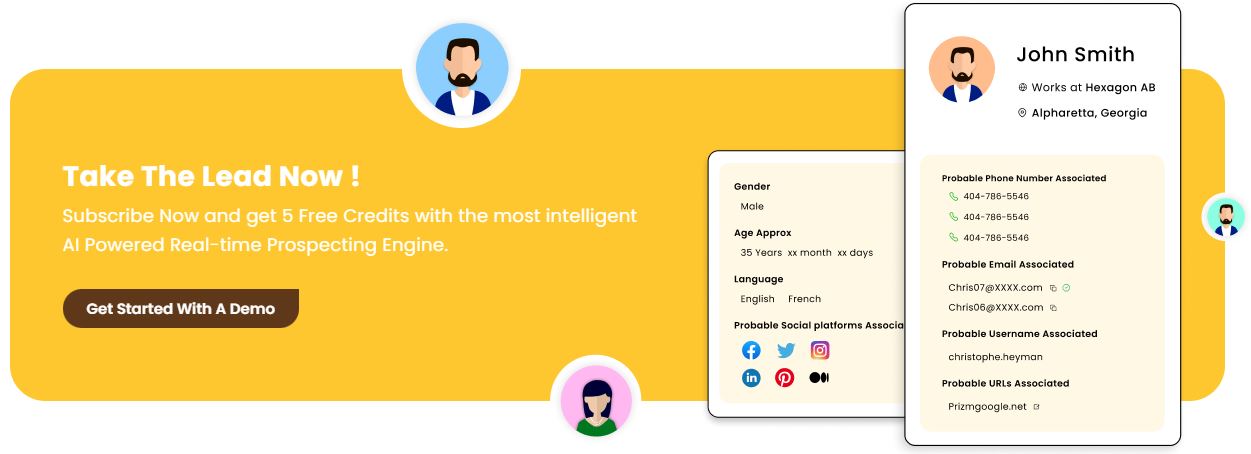 Take The Lead Now !
Subscribe Now and get 5 Free Credits with the most intelligent
AI Powered Real-time Prospecting Engine.
Get Started With A Demo
Gender
Male
Age Approx
35 Years xx month xx days
Language
English French
Probable Social platforms Associa
John Smith
Works at Hexagon AB
Alpharetta, Georgia
Probable Phone Number Associated
404-786-5546
404-786-5546
404-786-5546
Probable Email Associated
Chris07@XXXX.com
Chris06@XXXX.com
Probable Username Associated
christophe.heyman
Probable URLs Associated
Prizmgoogle.net